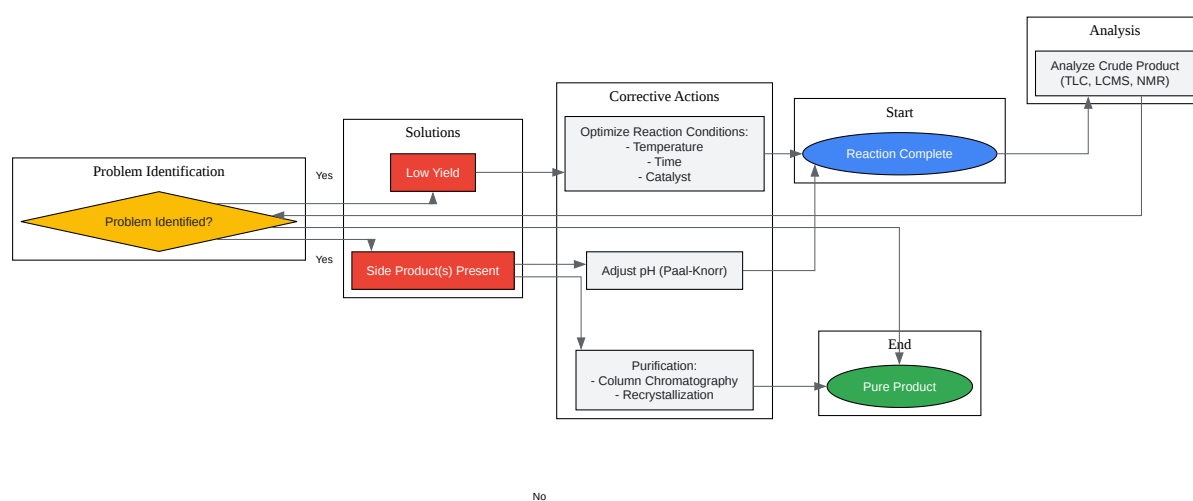 Analysis
Analyze Crude Product
(TLC, LCMS, NMR)
Corrective Actions
Optimize Reaction Conditions:
- Temperature
- Time
- Catalyst
Start
Reaction Complete
Solutions
Low Yield
Problem Identification
Yes
Problem Identified?
Yes
Side Product(s) Present
Adjust pH (Paal-Knorr)
End
Purification:
- Column Chromatography
- Recrystallization
Pure Product
No